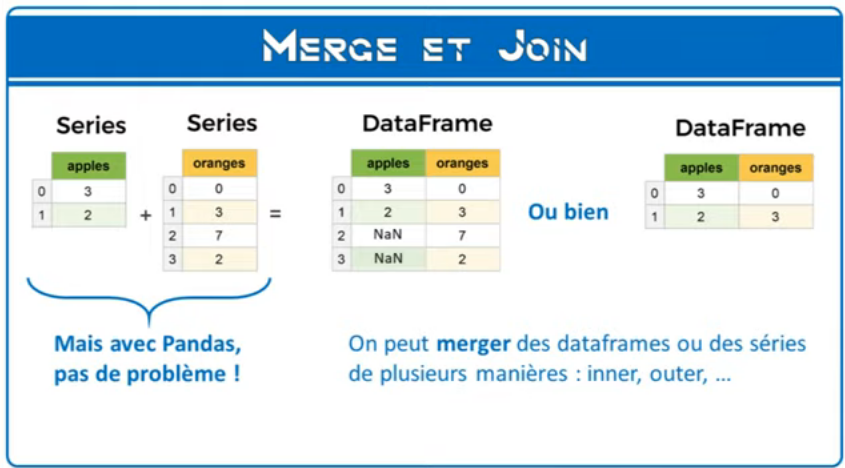 MERGE ET JOIN
Series Series DataFrame DataFrame
apples oranges apples oranges apples oranges
0 3 0 0 0 3 0 0 3 0
1 2 + 1 3 = 1 2 3 Ou bien 1 2 3
2 7 2 NaN 7
3 2 3 NaN 2
Mais avec Pandas,
pas de problème !
On peut merger des dataframes ou des séries
de plusieurs manières : inner, outer, ...